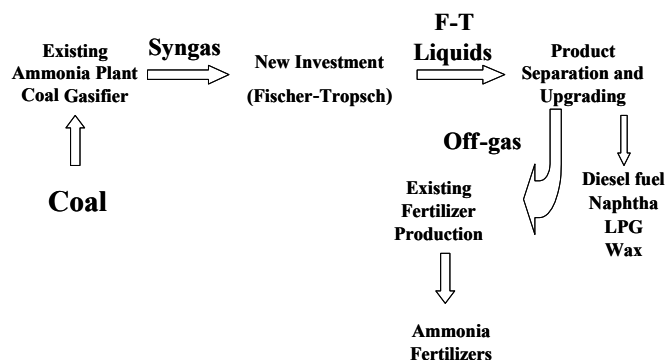 Existing
Ammonia Plant
Coal Gasifier
Syngas
New Investment
(Fischer-Tropsch)
F-T
Liquids
Product
Separation and
Upgrading
Coal
Off-gas
Existing
Fertilizer
Production
Diesel fuel
Naphtha
LPG
Wax
Ammonia
Fertilizers